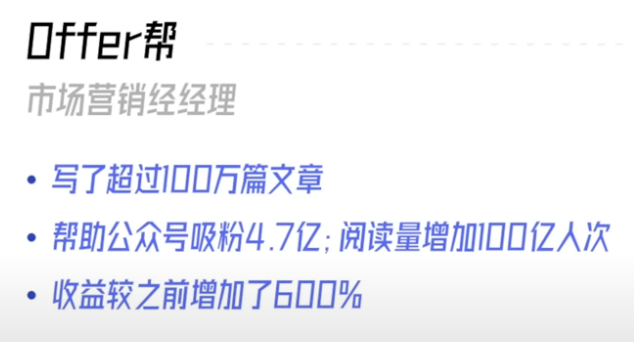 Offer帮
市场营销经经理
写了超过100万篇文章
帮助公众号吸粉4.7亿;阅读量增加100亿人次
收益较之前增加了600%